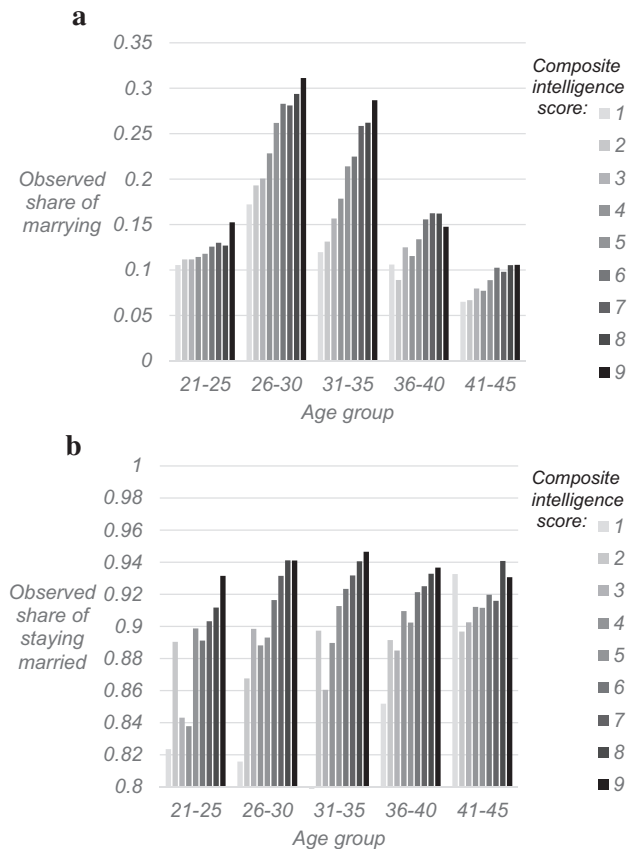 a
0.35
0.3
0.25
0.2
0.15
0.1
0.05
0
Observed
share of
marrying
21-25 26-30 31-35 36-40 41-45
Age group
Composite
intelligence
score:
1
2
3
4
5
6
7
8
9
b
1
0.98
0.96
0.94
0.92
0.9
0.88
0.86
0.84
0.82
0.8
Observed
share of
staying
married
21-25 26-30 31-35 36-40 41-45
Age group
Composite
intelligence
score:
1
2
3
4
5
6
7
8
9